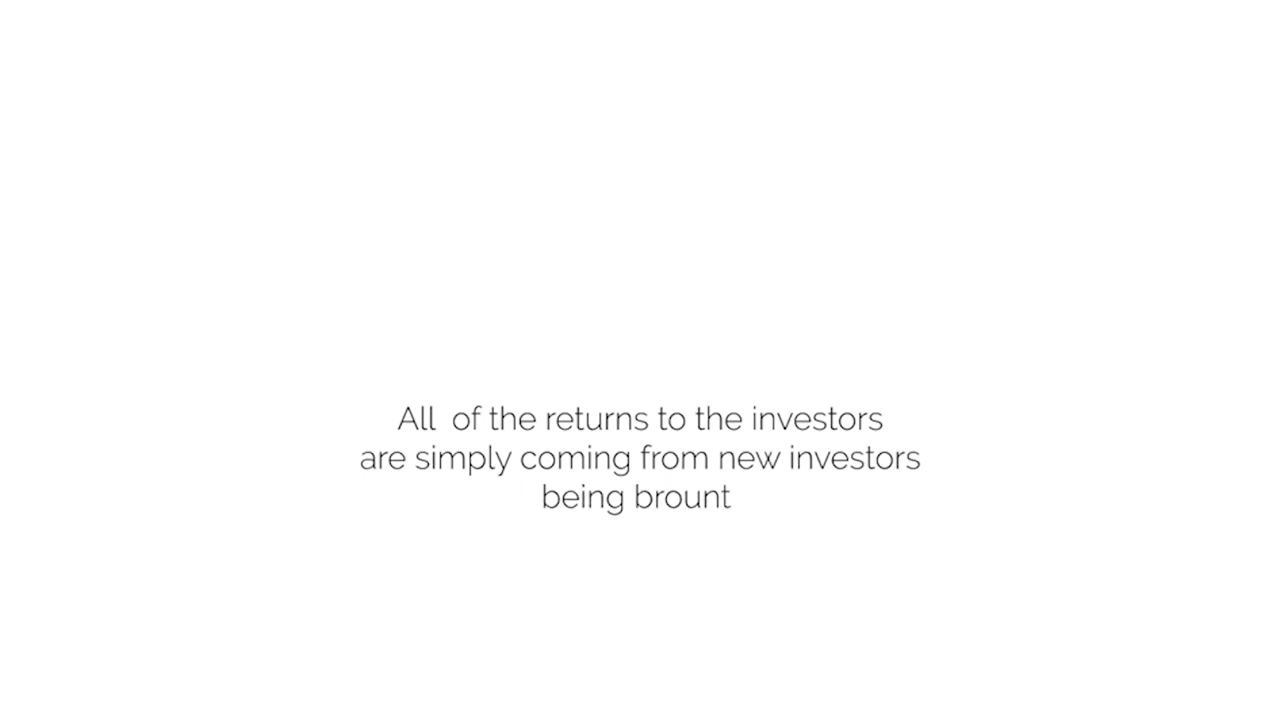 All  of the returns to the investors
are simply coming from new investors
being brount